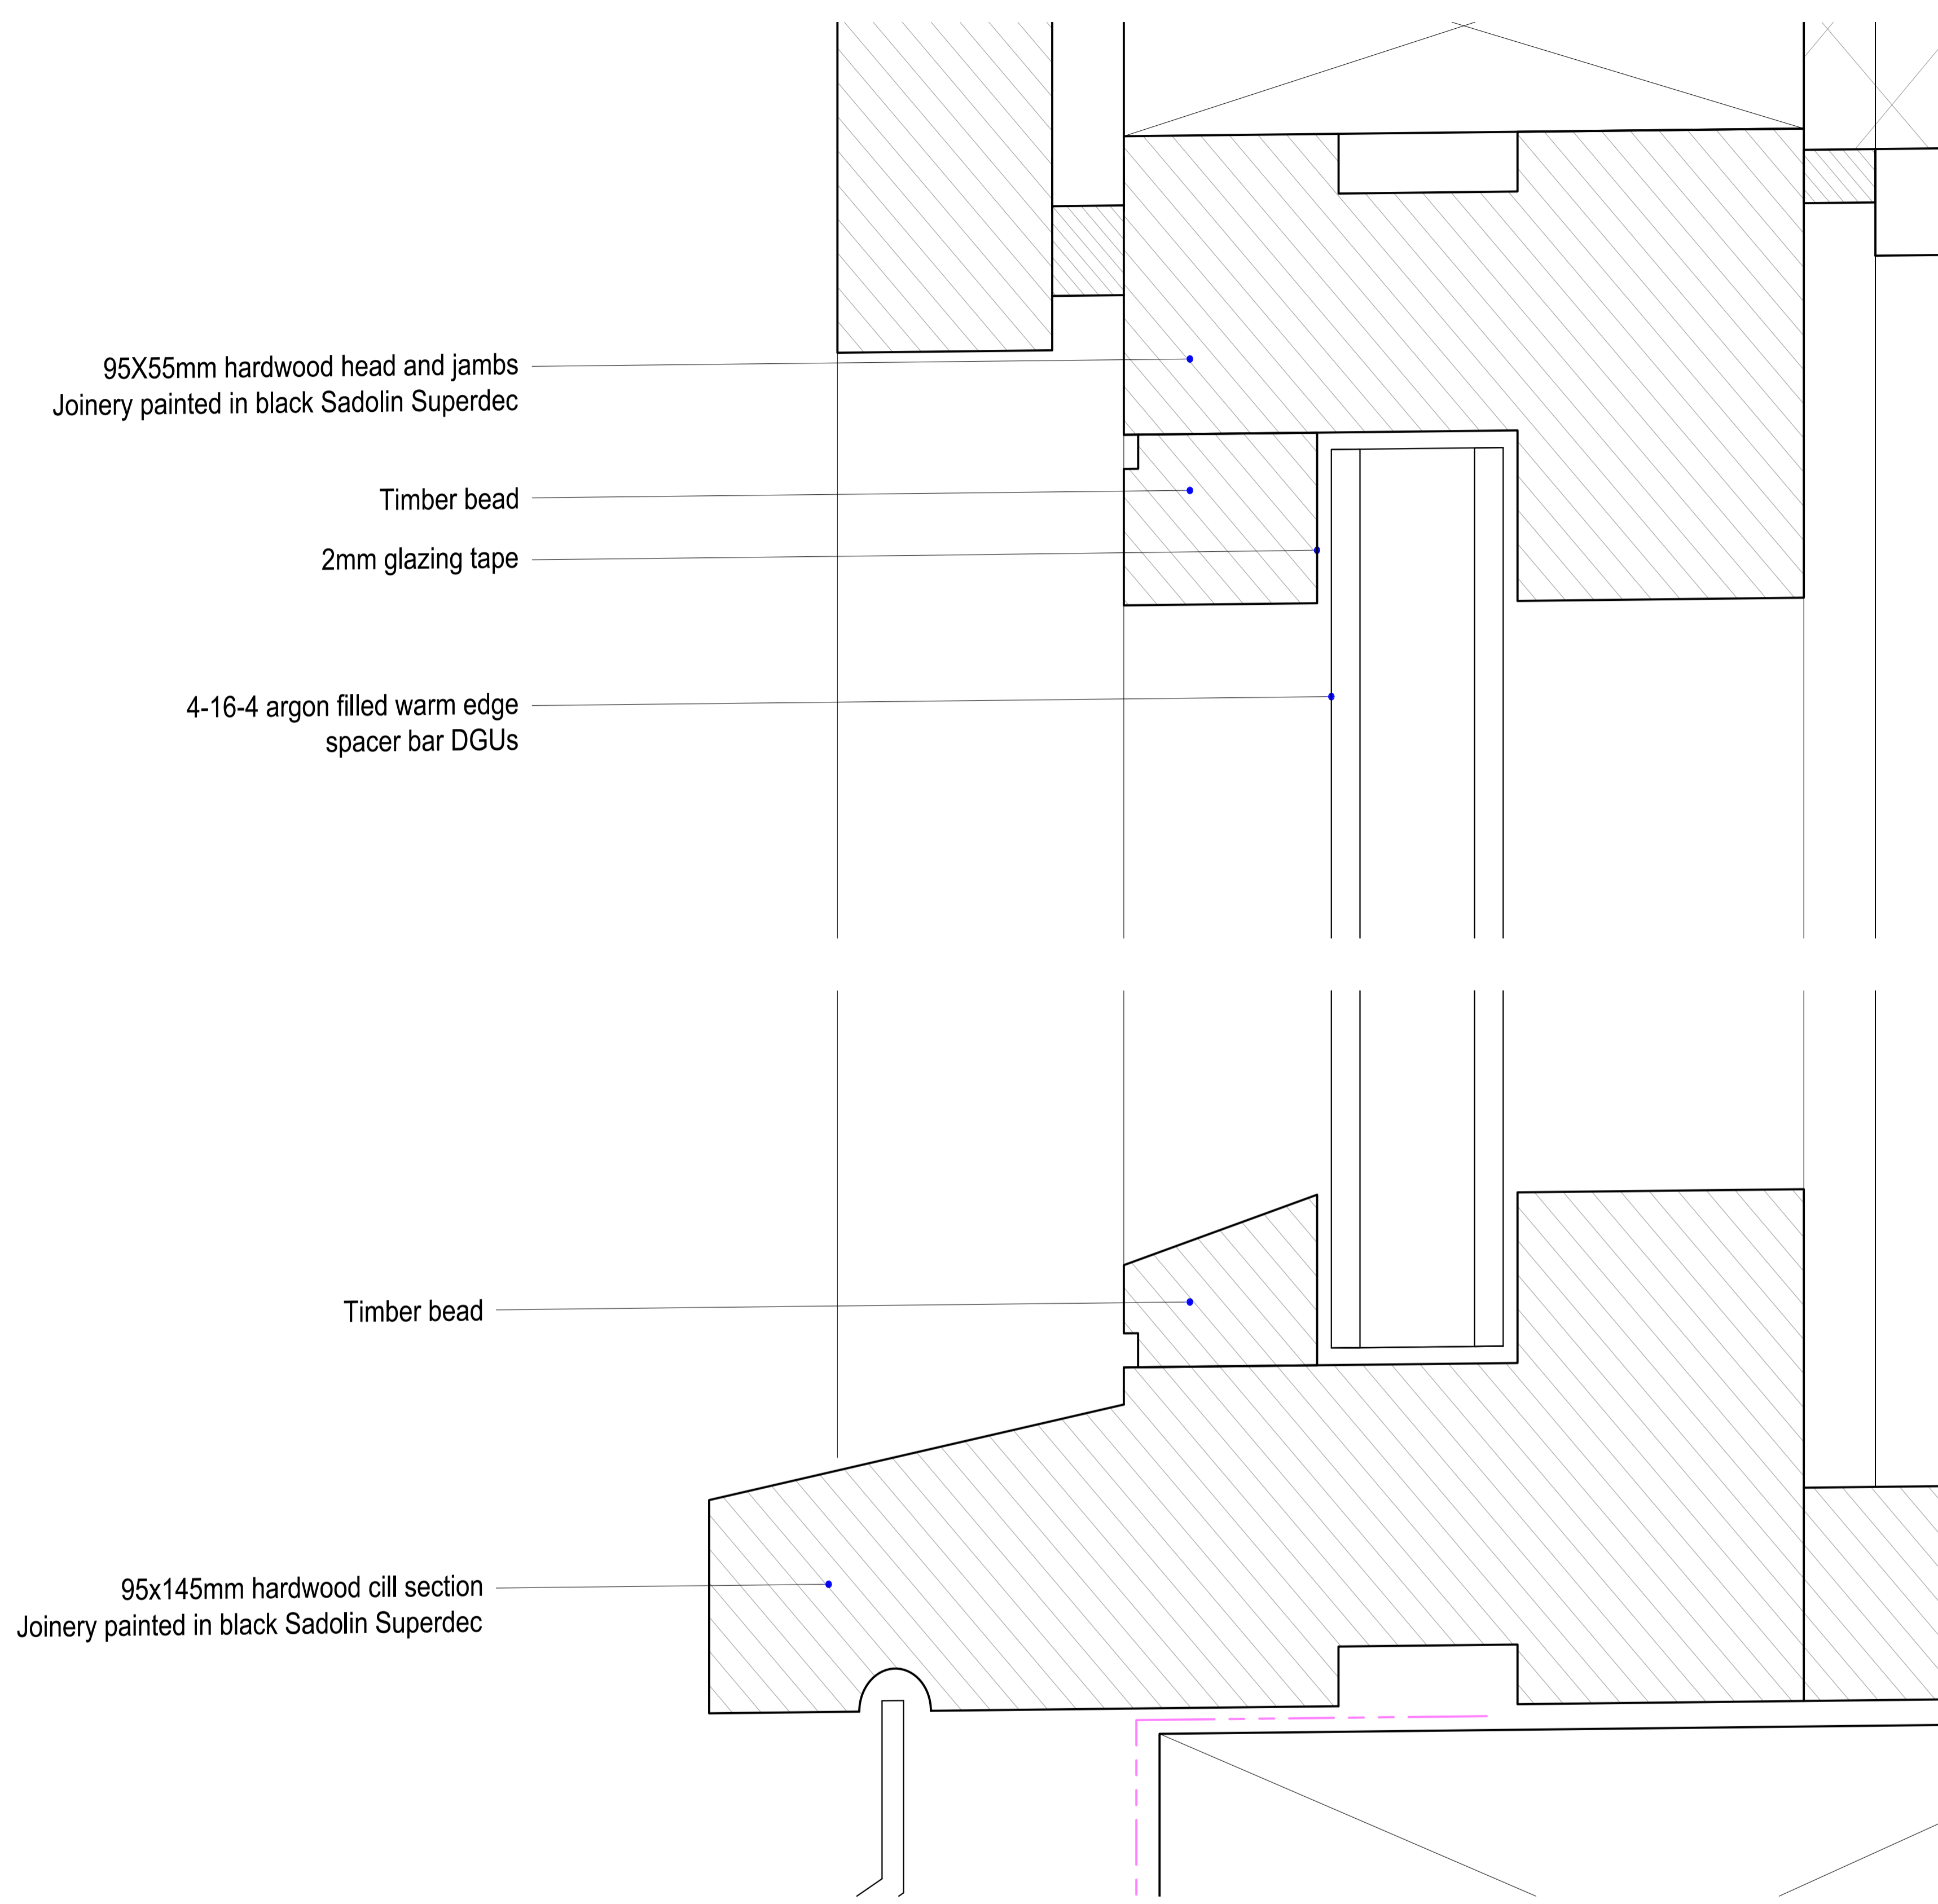 95X55mm hardwood head and jambs
Joinery painted in black Sadolin Superdec
Timber bead
2mm glazing tape
4-16-4 argon filled warm edge
spacer bar DGUs
Timber bead
95x145mm hardwood cill section
Joinery painted in black Sadolin Superdec